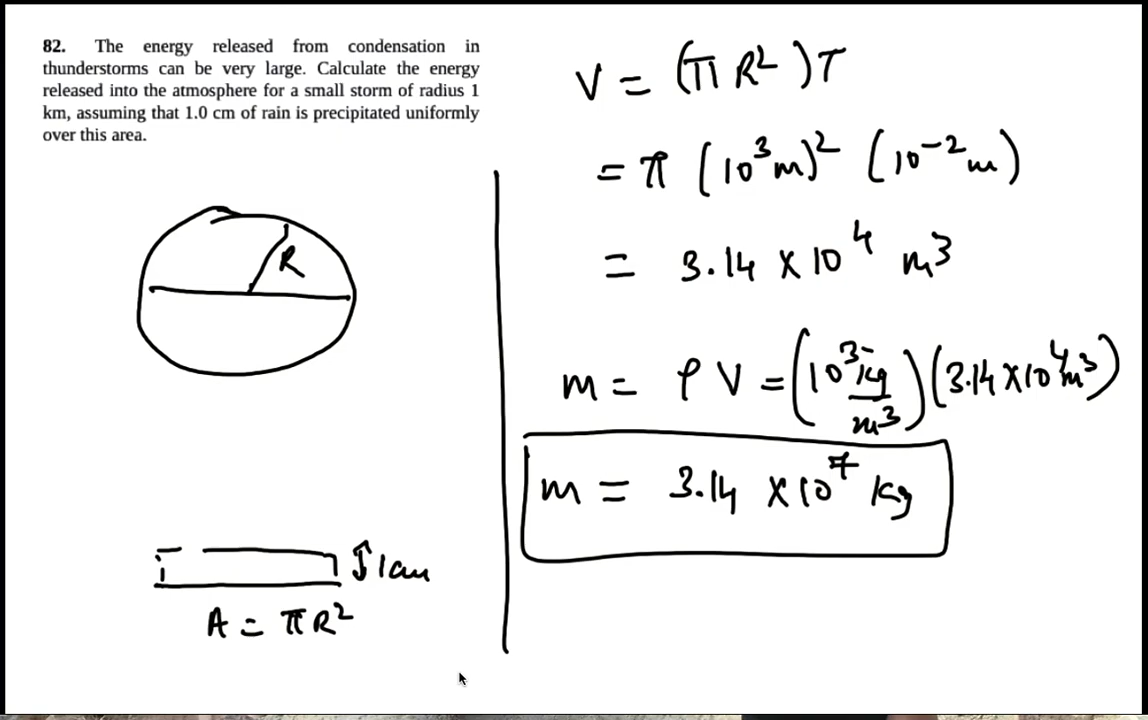 82. The energy released from condensation in
thunderstorms can be very large. Calculate the energy
released into the atmosphere for a small storm of radius 1
km, assuming that 1.0 cm of rain is precipitated uniformly
over this area.
R
1cm
A = πR²
V = (πR²)T
= π (10³m)² (10⁻²m)
= 3.14 × 10⁴ m³
m = ρV = (10³ kg/m³)(3.14×10⁴m³)
m = 3.14 ×10⁷ kg